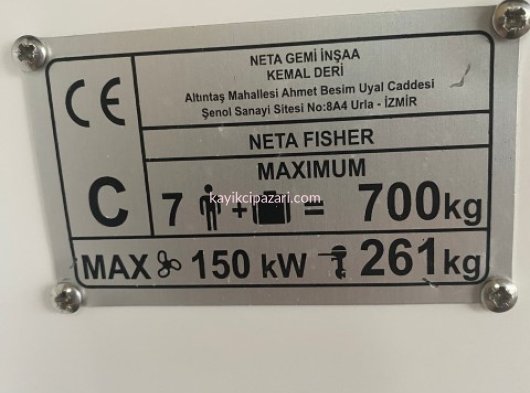 NETA GEMİ İNŞAA
KEMAL DERİ
Altıntaş Mahallesi Ahmet Besim Uyal Caddesi
Şenol Sanayi Sitesi No:8A4 Urla - İZMİR
CE
NETA FISHER
MAXIMUM
kayikcipazari.com
C
7 + = 700kg
MAX 150 kW 261kg